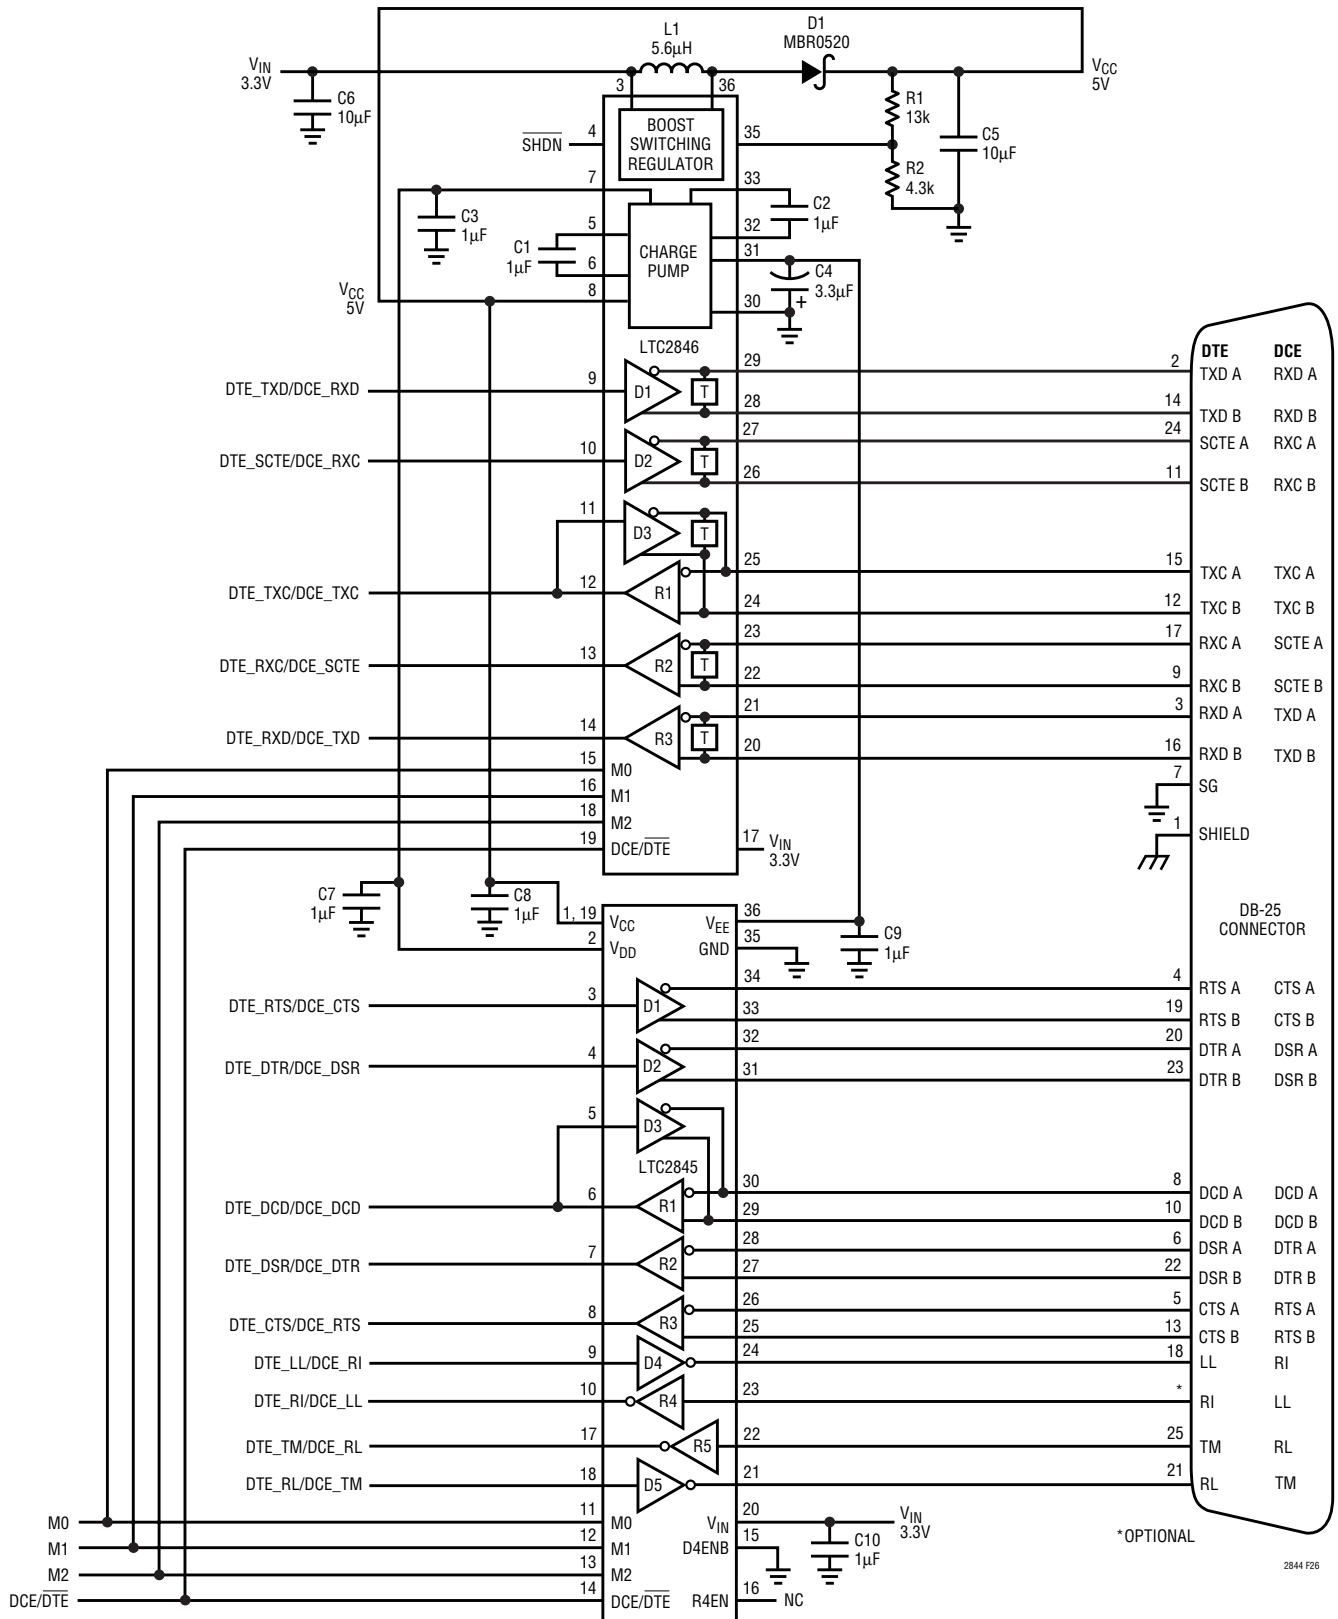 L1
5.6µH
D1
MBR0520
VIN
3.3V
VCC
5V
C6
10µF
3
36
R1
13k
BOOST
SWITCHING
REGULATOR
SHDN
4
35
C5
10µF
R2
4.3k
7
33
C3
1µF
C2
1µF
5
32
C1
1µF
CHARGE
PUMP
31
6
C4
3.3µF
+
VCC
5V
8
30
LTC2846
DTE DCE
DTE_TXD/DCE_RXD 9 D1 T 29 2 TXD A RXD A
28 14 TXD B RXD B
DTE_SCTE/DCE_RXC 10 D2 T 27 24 SCTE A RXC A
26 11 SCTE B RXC B
11 D3 T
DTE_TXC/DCE_TXC 12 R1 25 15 TXC A TXC A
24 12 TXC B TXC B
DTE_RXC/DCE_SCTE 13 R2 T 23 17 RXC A SCTE A
22 9 RXC B SCTE B
DTE_RXD/DCE_TXD 14 R3 T 21 3 RXD A TXD A
20 16 RXD B TXD B
15 M0 7 SG
16 M1
18 M2 1 SHIELD
19 DCE/DTE 17 VIN
3.3V
C7
1µF
C8
1µF
DB-25
CONNECTOR
1, 19 VCC VEE 36
2 VDD GND 35
C9
1µF
DTE_RTS/DCE_CTS 3 D1 34 4 RTS A CTS A
33 19 RTS B CTS B
DTE_DTR/DCE_DSR 4 D2 32 20 DTR A DSR A
31 23 DTR B DSR B
5 D3
LTC2845
DTE_DCD/DCE_DCD 6 R1 30 8 DCD A DCD A
29 10 DCD B DCD B
DTE_DSR/DCE_DTR 7 R2 28 6 DSR A DTR A
27 22 DSR B DTR B
DTE_CTS/DCE_RTS 8 R3 26 5 CTS A RTS A
25 13 CTS B RTS B
DTE_LL/DCE_RI 9 D4 24 18 LL RI
DTE_RI/DCE_LL 10 R4 23 * RI LL
DTE_TM/DCE_RL 17 R5 22 25 TM RL
DTE_RL/DCE_TM 18 D5 21 21 RL TM
M0 11 M0 VIN 20 VIN
3.3V
M1 12 M1 D4ENB 15
C10
1µF
M2 13 M2
DCE/DTE 14 DCE/DTE R4EN 16 NC
*OPTIONAL
2844 F26